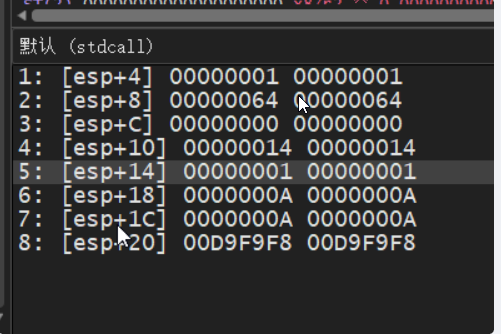 默认 (stdcall)
1: [esp+4] 00000001 00000001
2: [esp+8] 00000064 00000064
3: [esp+C] 00000000 00000000
4: [esp+10] 00000014 00000014
5: [esp+14] 00000001 00000001
6: [esp+18] 0000000A 0000000A
7: [esp+1C] 0000000A 0000000A
8: [esp+20] 00D9F9F8 00D9F9F8